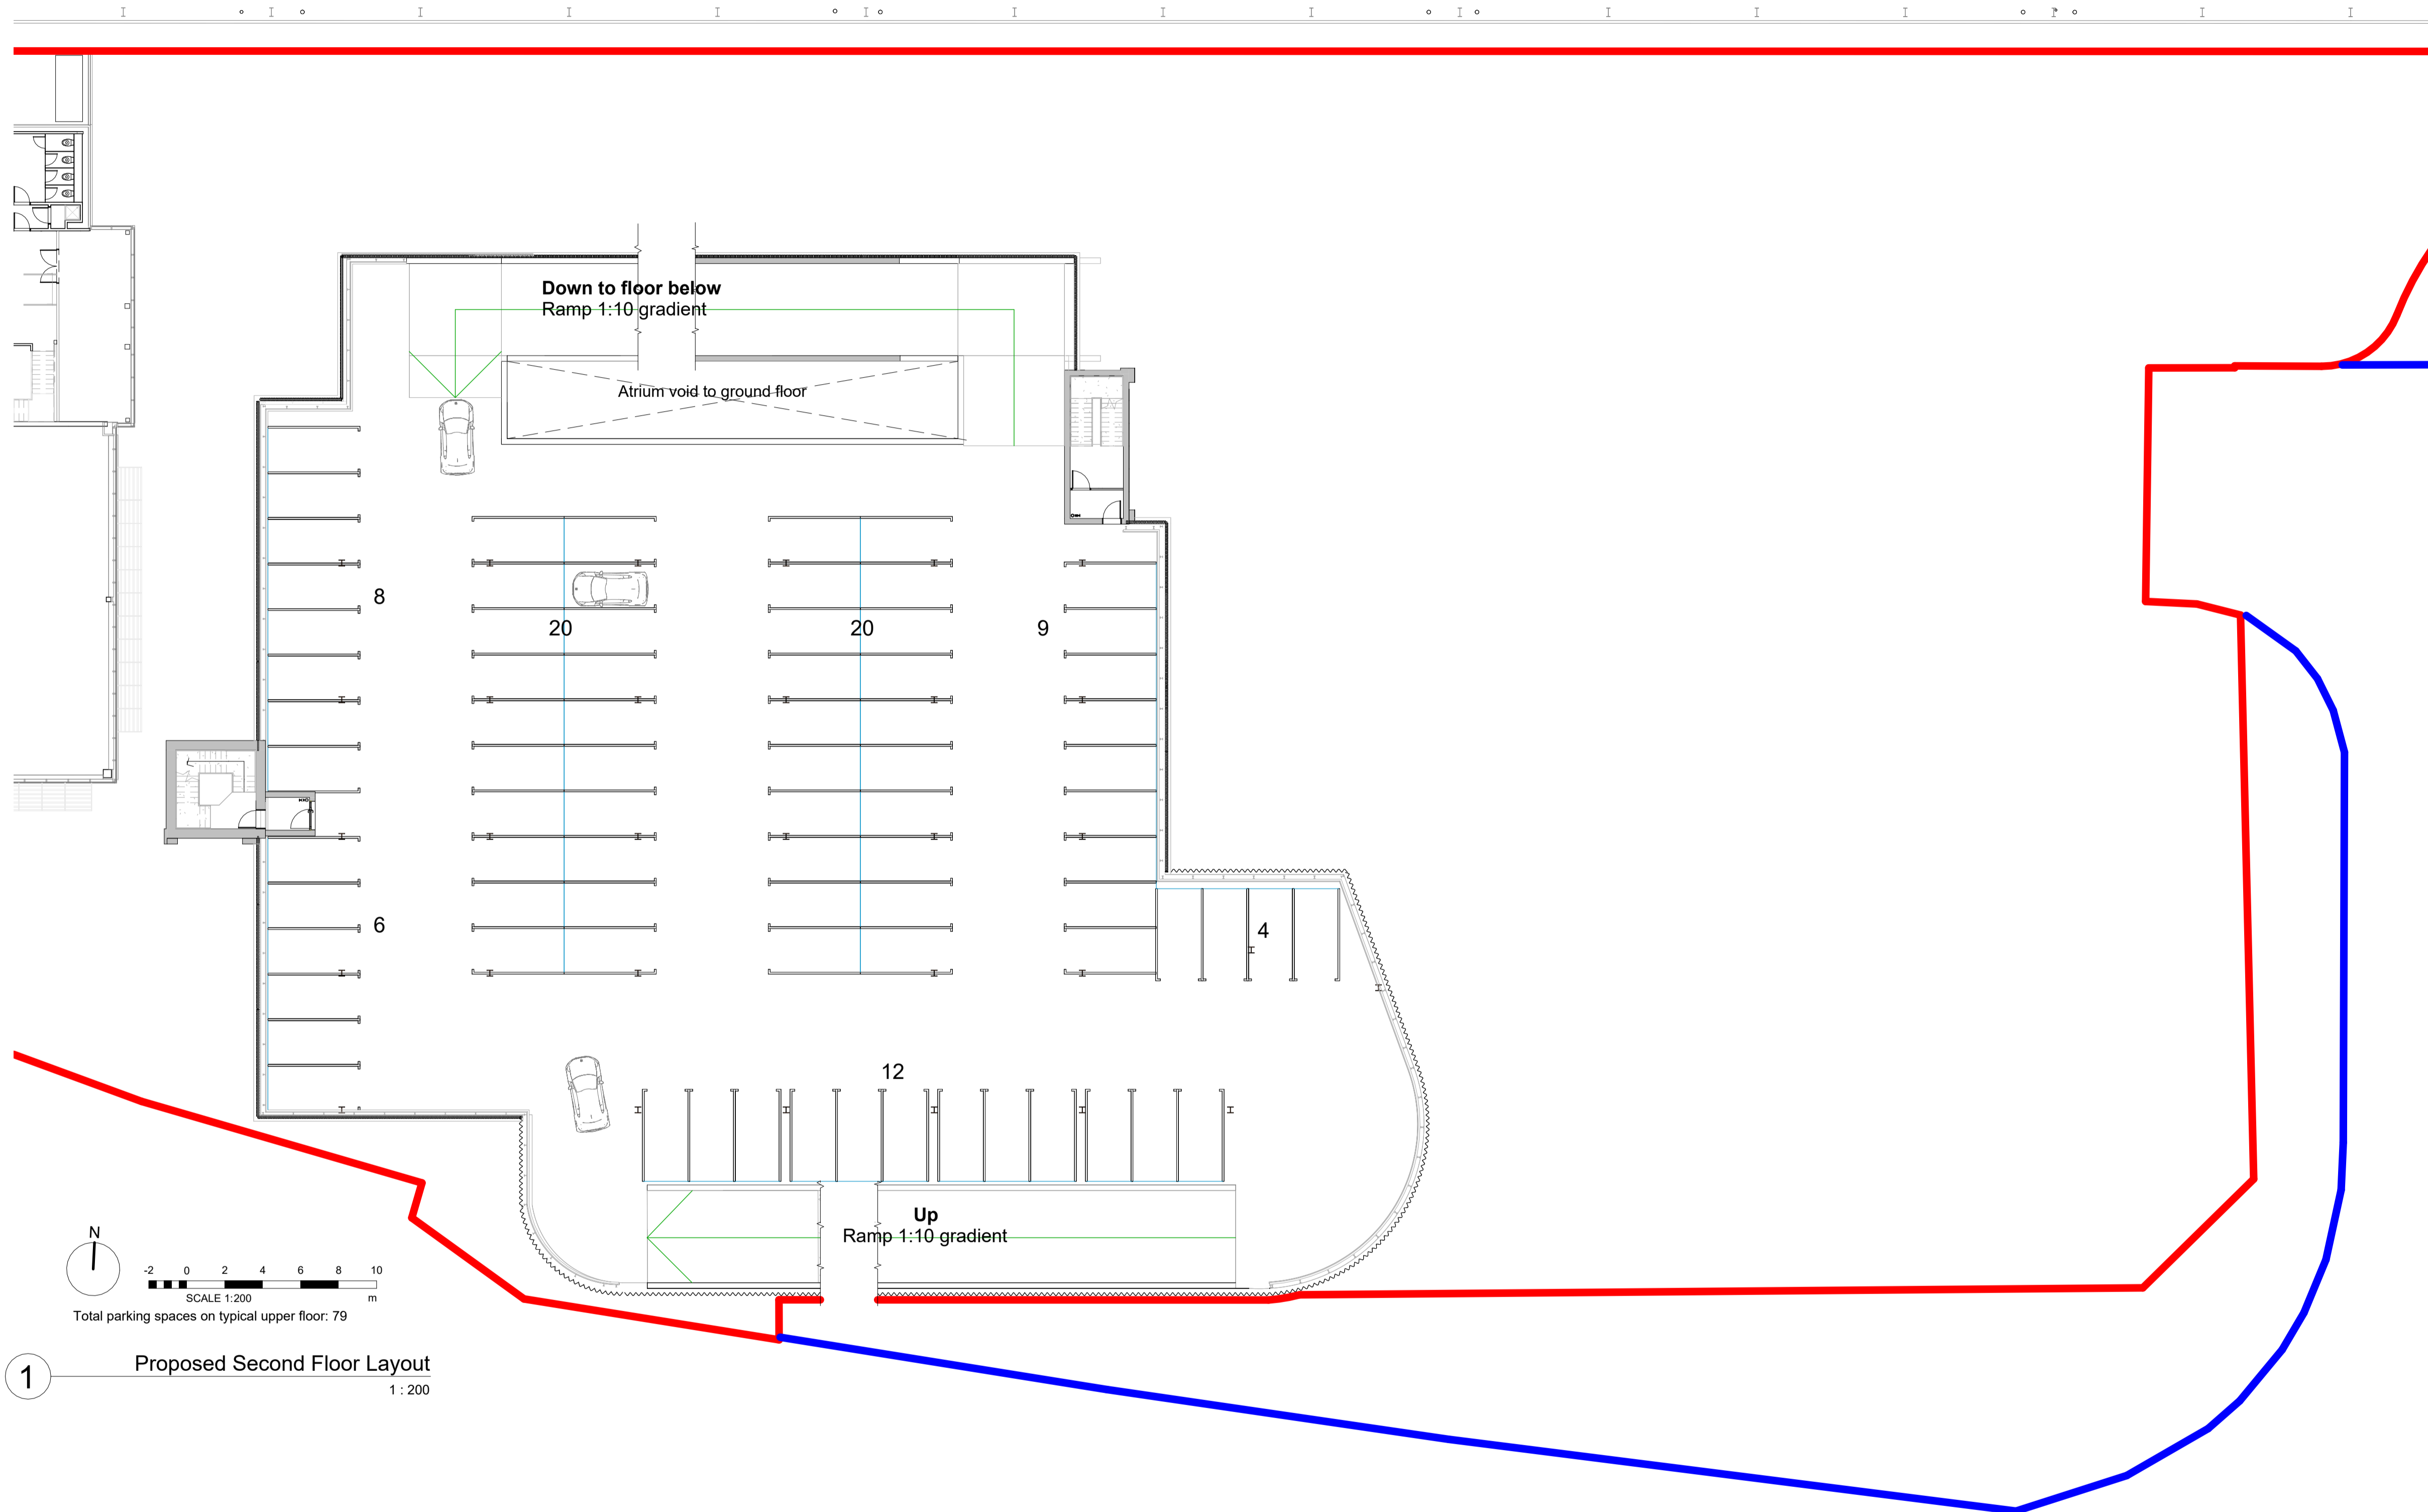 Down to floor below
Ramp 1:10 gradient
Atrium void to ground floor
8
20
20
9
6
4
12
Up
Ramp 1:10 gradient
N
-2 0 2 4 6 8 10
SCALE 1:200 m
Total parking spaces on typical upper floor: 79
1
Proposed Second Floor Layout
1 : 200